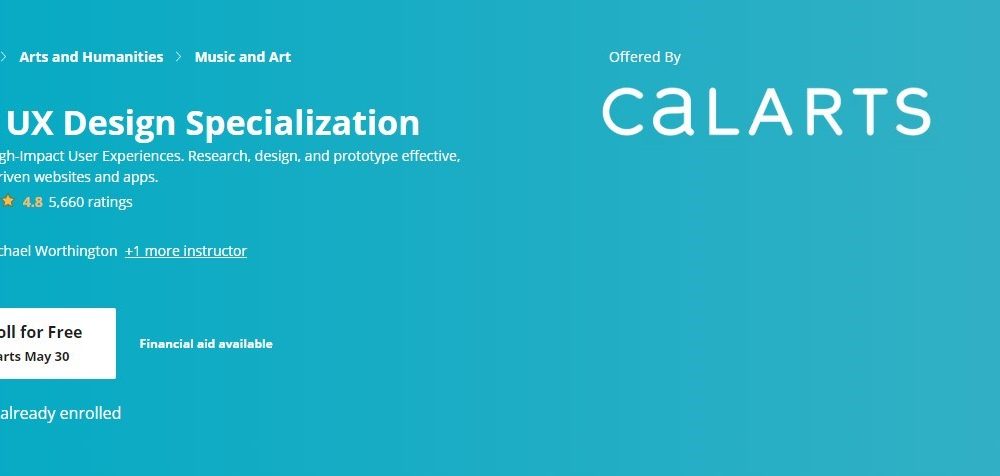 Arts and Humanities > Music and Art
Offered By
CALARTS
UX Design Specialization
gh-Impact User Experiences. Research, design, and prototype effective,
riven websites and apps.
4.8 5,660 ratings
chael Worthington +1 more instructor
oll for Free
arts May 30
Financial aid available
already enrolled